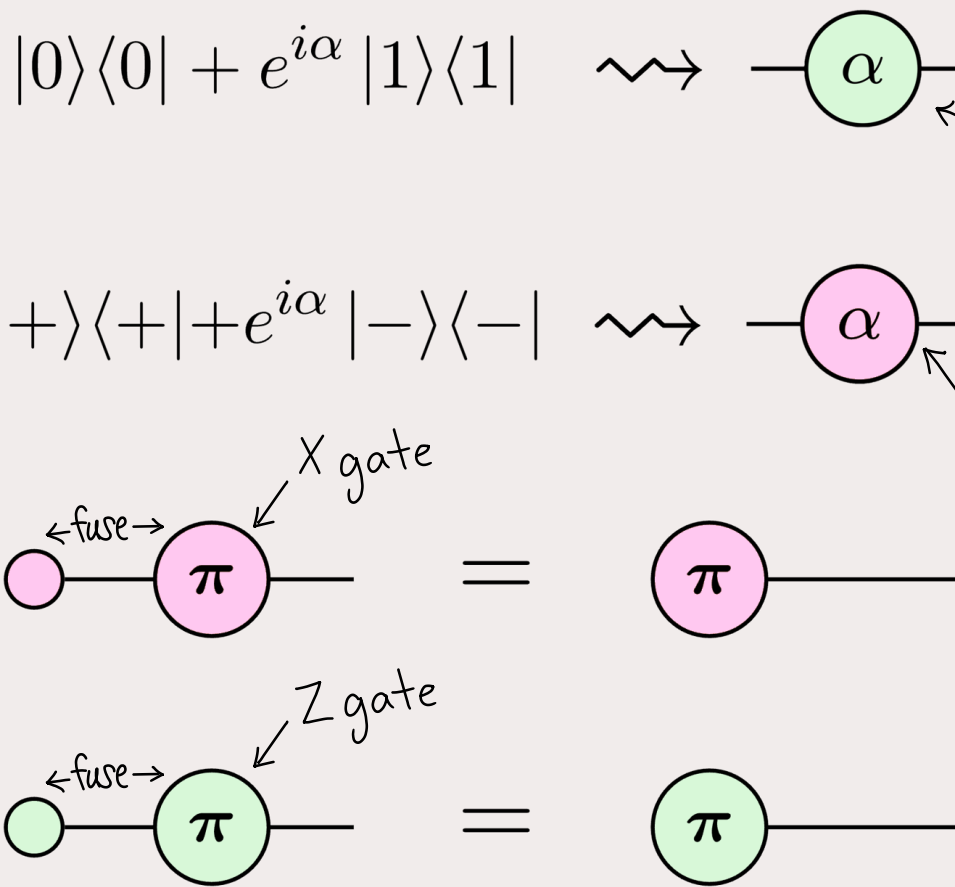 |0⟩⟨0| + e^{iα} |1⟩⟨1| ⇝ α
+⟩⟨+|+e^{iα} |−⟩⟨−| ⇝ α
X gate
←fuse→
π = π
Z gate
←fuse→
π = π